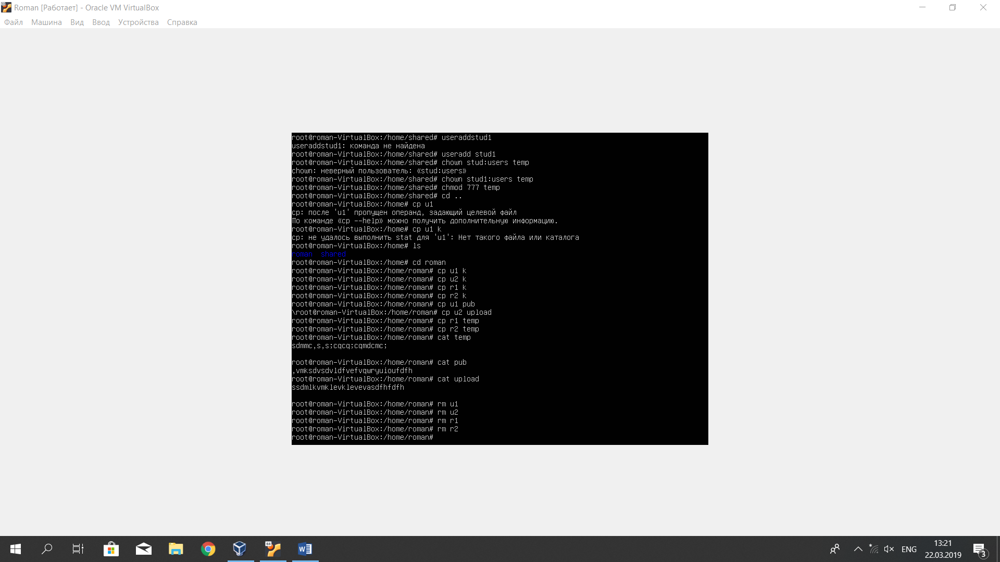 Roman [Работает] - Oracle VM VirtualBox
Файл Машина Вид Ввод Устройства Справка
root@roman-VirtualBox:/home/shared# useraddstud1
useraddstud1: команда не найдена
root@roman-VirtualBox:/home/shared# useradd stud1
root@roman-VirtualBox:/home/shared# chown stud:users temp
chown: неверный пользователь: «stud:users»
root@roman-VirtualBox:/home/shared# chown stud1:users temp
root@roman-VirtualBox:/home/shared# chmod 777 temp
root@roman-VirtualBox:/home/shared# cd ..
root@roman-VirtualBox:/home# cp u1
cp: после 'u1' пропущен операнд, задающий целевой файл
По команде «cp --help» можно получить дополнительную информацию.
root@roman-VirtualBox:/home# cp u1 k
cp: не удалось выполнить stat для 'u1': Нет такого файла или каталога
root@roman-VirtualBox:/home# ls
roman shared
root@roman-VirtualBox:/home# cd roman
root@roman-VirtualBox:/home/roman# cp u1 k
root@roman-VirtualBox:/home/roman# cp u2 k
root@roman-VirtualBox:/home/roman# cp r1 k
root@roman-VirtualBox:/home/roman# cp r2 k
root@roman-VirtualBox:/home/roman# cp u1 pub
\root@roman-VirtualBox:/home/roman# cp u2 upload
root@roman-VirtualBox:/home/roman# cp r1 temp
root@roman-VirtualBox:/home/roman# cp r2 temp
root@roman-VirtualBox:/home/roman# cat temp
sdmmc,s,s;cqcq;cqmdcmc;
root@roman-VirtualBox:/home/roman# cat pub
,vmksdvsdvldfvefvqwryuioufdfh
root@roman-VirtualBox:/home/roman# cat upload
ssdmlkvmklevklevevasdfhfdfh
root@roman-VirtualBox:/home/roman# rm u1
root@roman-VirtualBox:/home/roman# rm u2
root@roman-VirtualBox:/home/roman# rm r1
root@roman-VirtualBox:/home/roman# rm r2
root@roman-VirtualBox:/home/roman#
64
ENG
13:21
22.03.2019
3